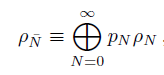 ρ_N̄ ≡ ⨁_{N=0}^{∞} p_N ρ_N .